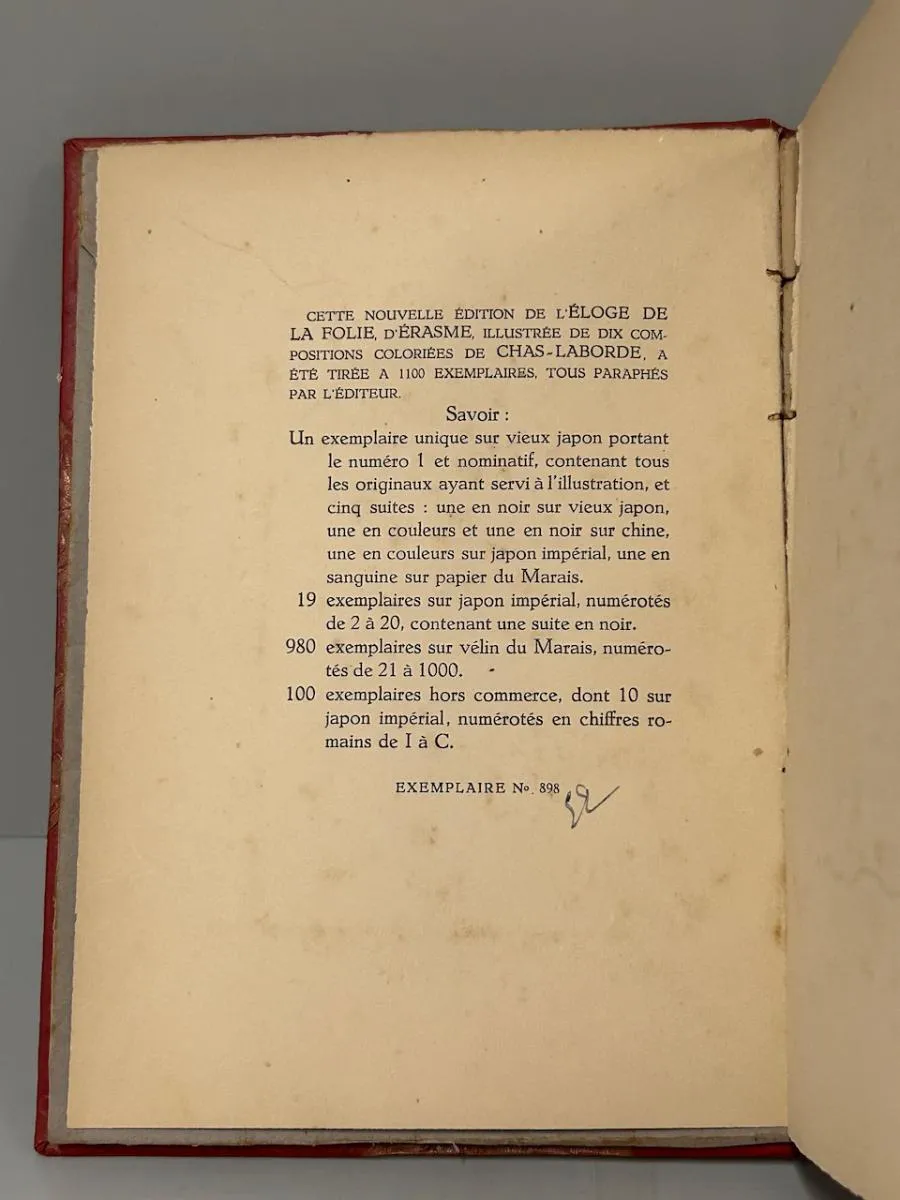 CETTE NOUVELLE ÉDITION DE L'ÉLOGE DE
LA FOLIE, D'ÉRASME, ILLUSTRÉE DE DIX COM-
POSITIONS COLORIÉES DE CHAS-LABORDE, A
ÉTÉ TIRÉE A 1100 EXEMPLAIRES, TOUS PARAPHÉS
PAR L'ÉDITEUR.
Savoir :
Un exemplaire unique sur vieux japon portant
le numéro 1 et nominatif, contenant tous
les originaux ayant servi à l'illustration, et
cinq suites : une en noir sur vieux japon,
une en couleurs et une en noir sur chine,
une en couleurs sur japon impérial, une en
sanguine sur papier du Marais.
19 exemplaires sur japon impérial, numérotés
de 2 à 20, contenant une suite en noir.
980 exemplaires sur vélin du Marais, numéro-
tés de 21 à 1000.
100 exemplaires hors commerce, dont 10 sur
japon impérial, numérotés en chiffres ro-
mains de I à C.
EXEMPLAIRE Nº. 898